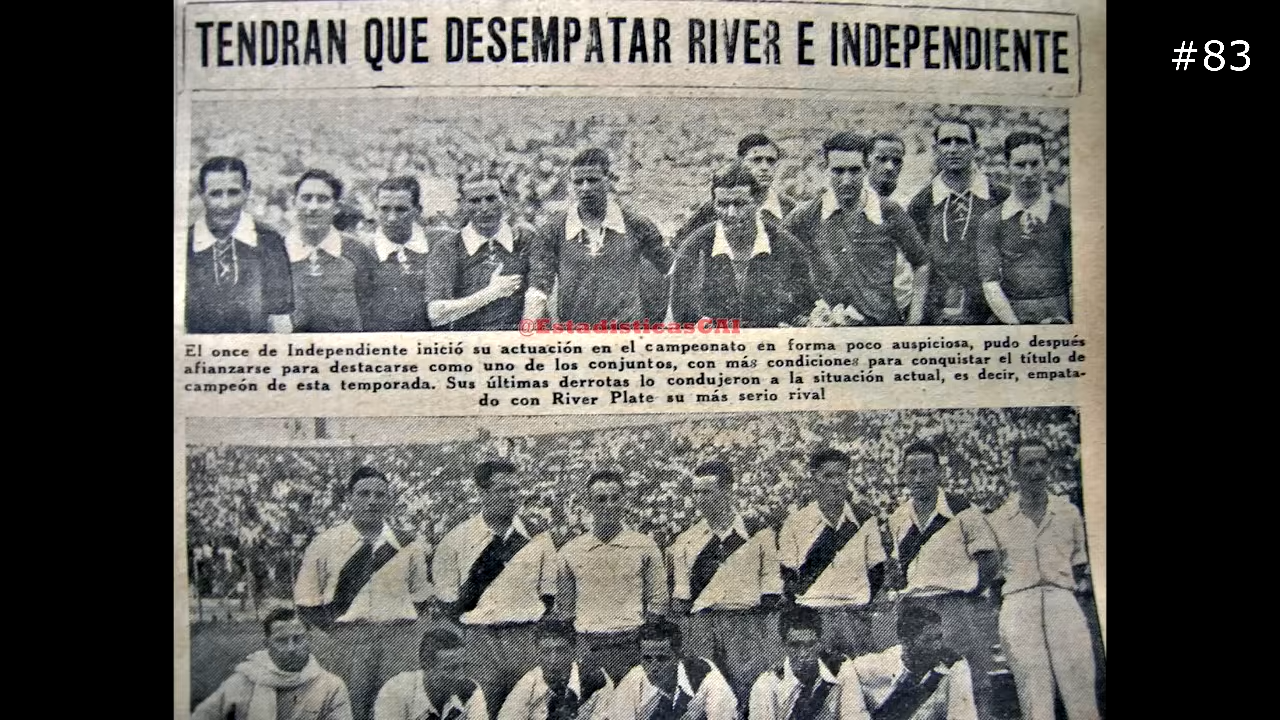 TENDRAN QUE DESEMPATAR RIVER E INDEPENDIENTE
#83
@EstadisticasCAI
El once de Independiente inició su actuación en el campeonato en forma poco auspiciosa, pudo después
afianzarse para destacarse como uno de los conjuntos, con más condiciones para conquistar el título de
campeón de esta temporada. Sus últimas derrotas lo condujeron a la situación actual, es decir, empata-
do con River Plate su más serio rival